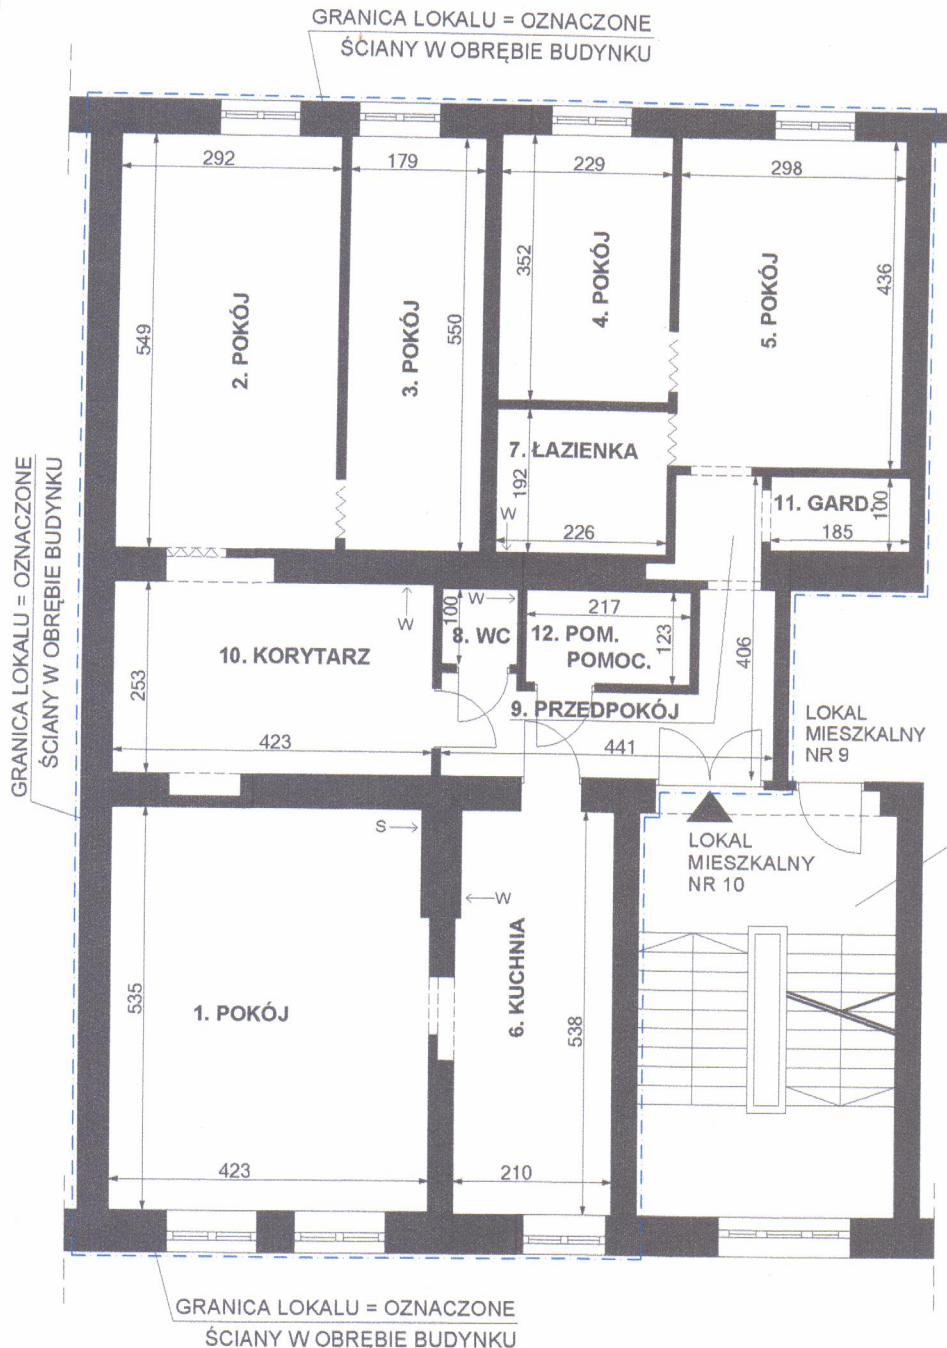 GRANICA LOKALU = OZNACZONE
ŚCIANY W OBRĘBIE BUDYNKU
292
179
229
298
549
2. POKÓJ
3. POKÓJ
550
352
4. POKÓJ
5. POKÓJ
436
7. ŁAZIENKA
192
W
226
11. GARD.
100
185
GRANICA LOKALU = OZNACZONE
ŚCIANY W OBRĘBIE BUDYNKU
10. KORYTARZ
W
253
423
100
W
8. WC
217
12. POM.
POMOC.
123
406
9. PRZEDPOKÓJ
441
LOKAL
MIESZKALNY
NR 9
S
W
LOKAL
MIESZKALNY
NR 10
535
1. POKÓJ
6. KUCHNIA
538
423
210
GRANICA LOKALU = OZNACZONE
ŚCIANY W OBRĘBIE BUDYNKU